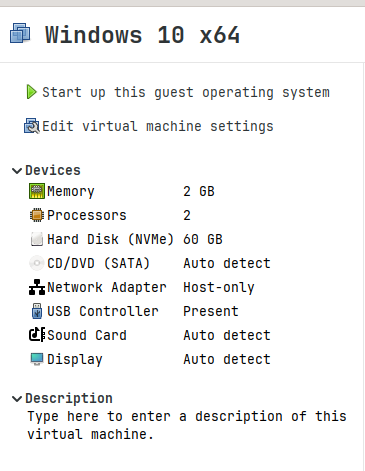 Windows 10 x64
Start up this guest operating system
Edit virtual machine settings
Devices
Memory 2 GB
Processors 2
Hard Disk (NVMe) 60 GB
CD/DVD (SATA) Auto detect
Network Adapter Host-only
USB Controller Present
Sound Card Auto detect
Display Auto detect
Description
Type here to enter a description of this
virtual machine.